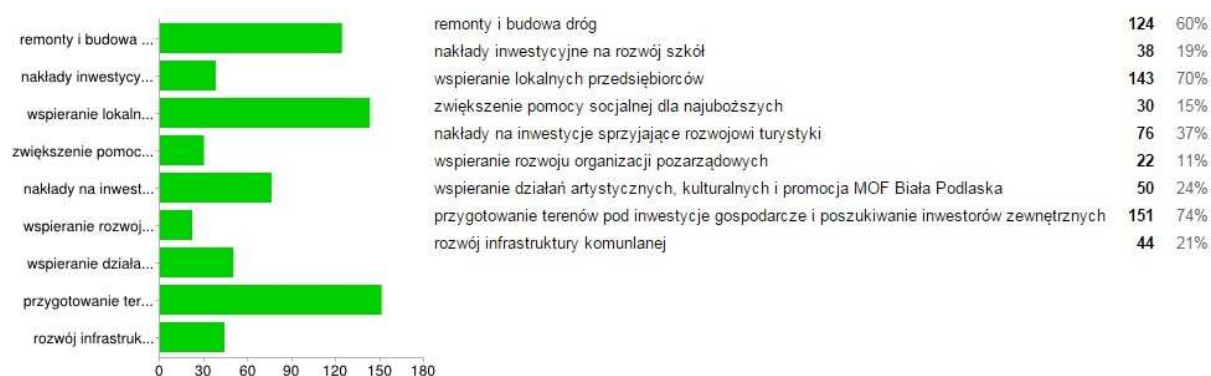 remonty i budowa ...
nakłady inwestycy...
wspieranie lokaln...
zwiększenie pomoc...
nakłady na inwest...
wspieranie rozwoj...
wspieranie działa...
przygotowanie ter...
rozwój infrastruk...
0 30 60 90 120 150 180
remonty i budowa dróg 124 60%
nakłady inwestycyjne na rozwój szkół 38 19%
wspieranie lokalnych przedsiębiorców 143 70%
zwiększenie pomocy socjalnej dla najuboższych 30 15%
nakłady na inwestycje sprzyjające rozwojowi turystyki 76 37%
wspieranie rozwoju organizacji pozarządowych 22 11%
wspieranie działań artystycznych, kulturalnych i promocja MOF Biała Podlaska 50 24%
przygotowanie terenów pod inwestycje gospodarcze i poszukiwanie inwestorów zewnętrznych 151 74%
rozwój infrastruktury komunlanej 44 21%